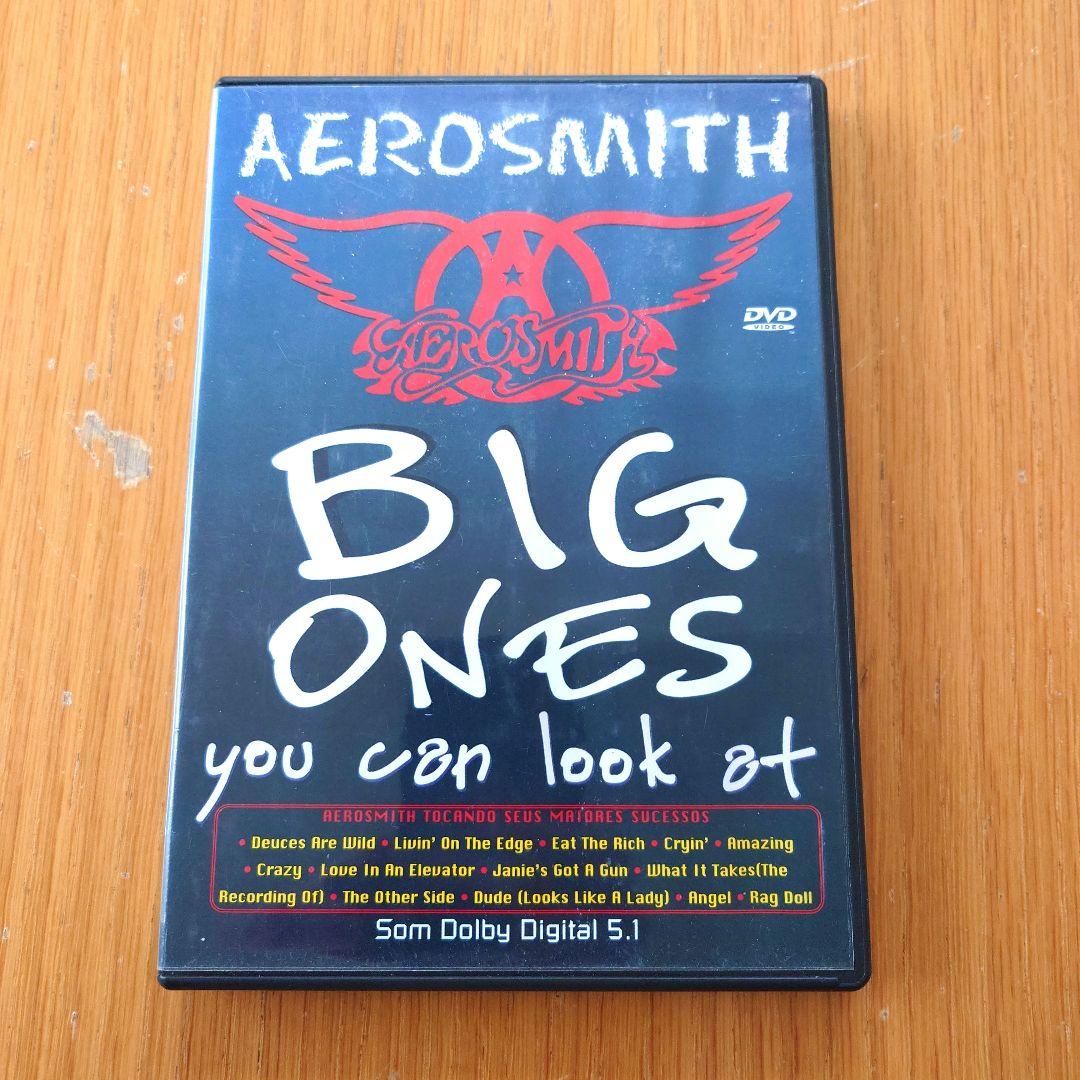 AEROSMITH
A
AEROSMITH
DVD
VIDEO
BIG
ONES
you can look at
AEROSMITH TOCANDO SEUS MAIORES SUCESSOS
• Deuces Are Wild • Livin' On The Edge • Eat The Rich • Cryin' • Amazing
• Crazy • Love In An Elevator • Janie's Got A Gun • What It Takes(The
Recording Of) • The Other Side • Dude (Looks Like A Lady) • Angel • Rag Doll
Som Dolby Digital 5.1